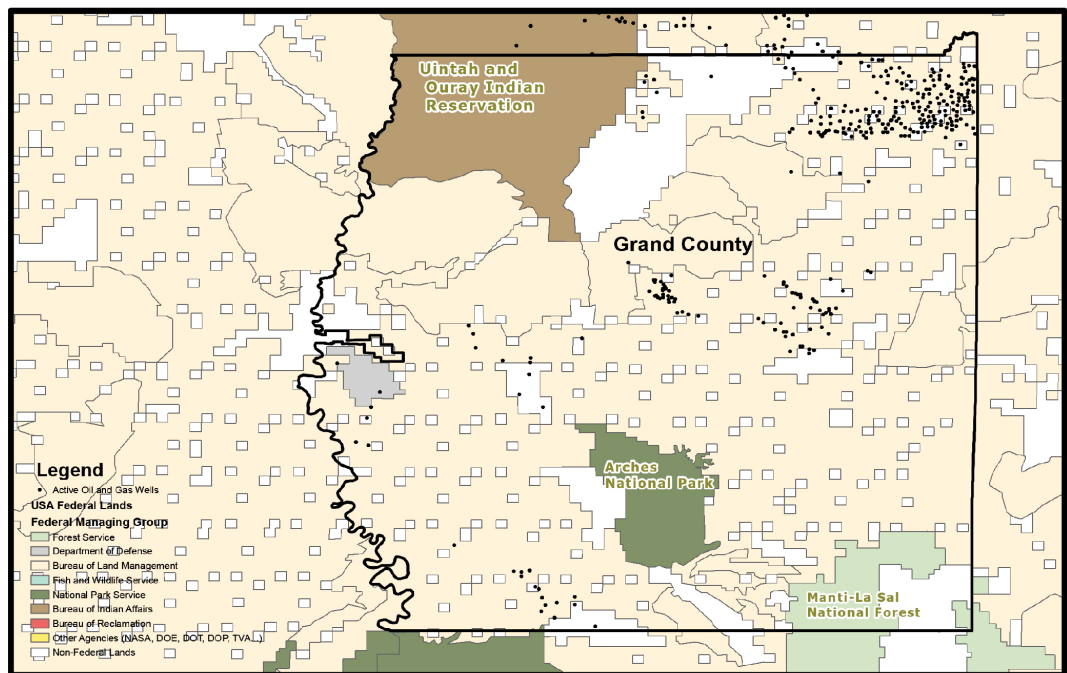 Uintah and
Ouray Indian
Reservation
Grand County
Arches
National Park
Manti-La Sal
National Forest
Legend
Active Oil and Gas Wells
USA Federal Lands
Federal Managing Group
Forest Service
Department of Defense
Bureau of Land Management
Fish and Wildlife Service
National Park Service
Bureau of Indian Affairs
Bureau of Reclamation
Other Agencies (NASA, DOE, DOT, DOP, TVA...)
Non-Federal Lands